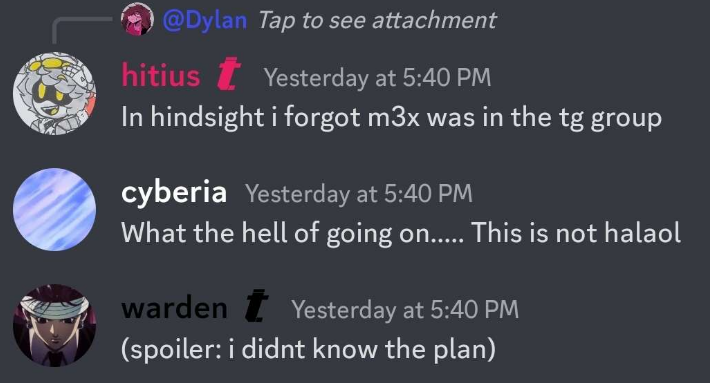 @Dylan Tap to see attachment
hitius t Yesterday at 5:40 PM
In hindsight i forgot m3x was in the tg group
cyberia Yesterday at 5:40 PM
What the hell of going on..... This is not halaol
warden t Yesterday at 5:40 PM
(spoiler: i didnt know the plan)